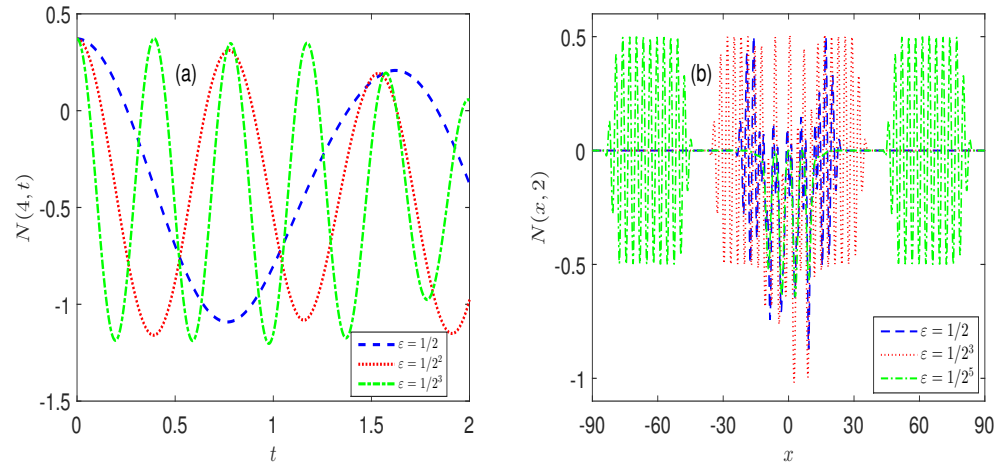 0.5
0
-0.5
-1
-1.5
0
0.5
1
1.5
2
N(4, t)
t
(a)
ε = 1/2
ε = 1/2²
ε = 1/2³
0.5
0
-0.5
-1
-90
-60
-30
0
30
60
90
N(x, 2)
x
(b)
ε = 1/2
ε = 1/2³
ε = 1/2⁵